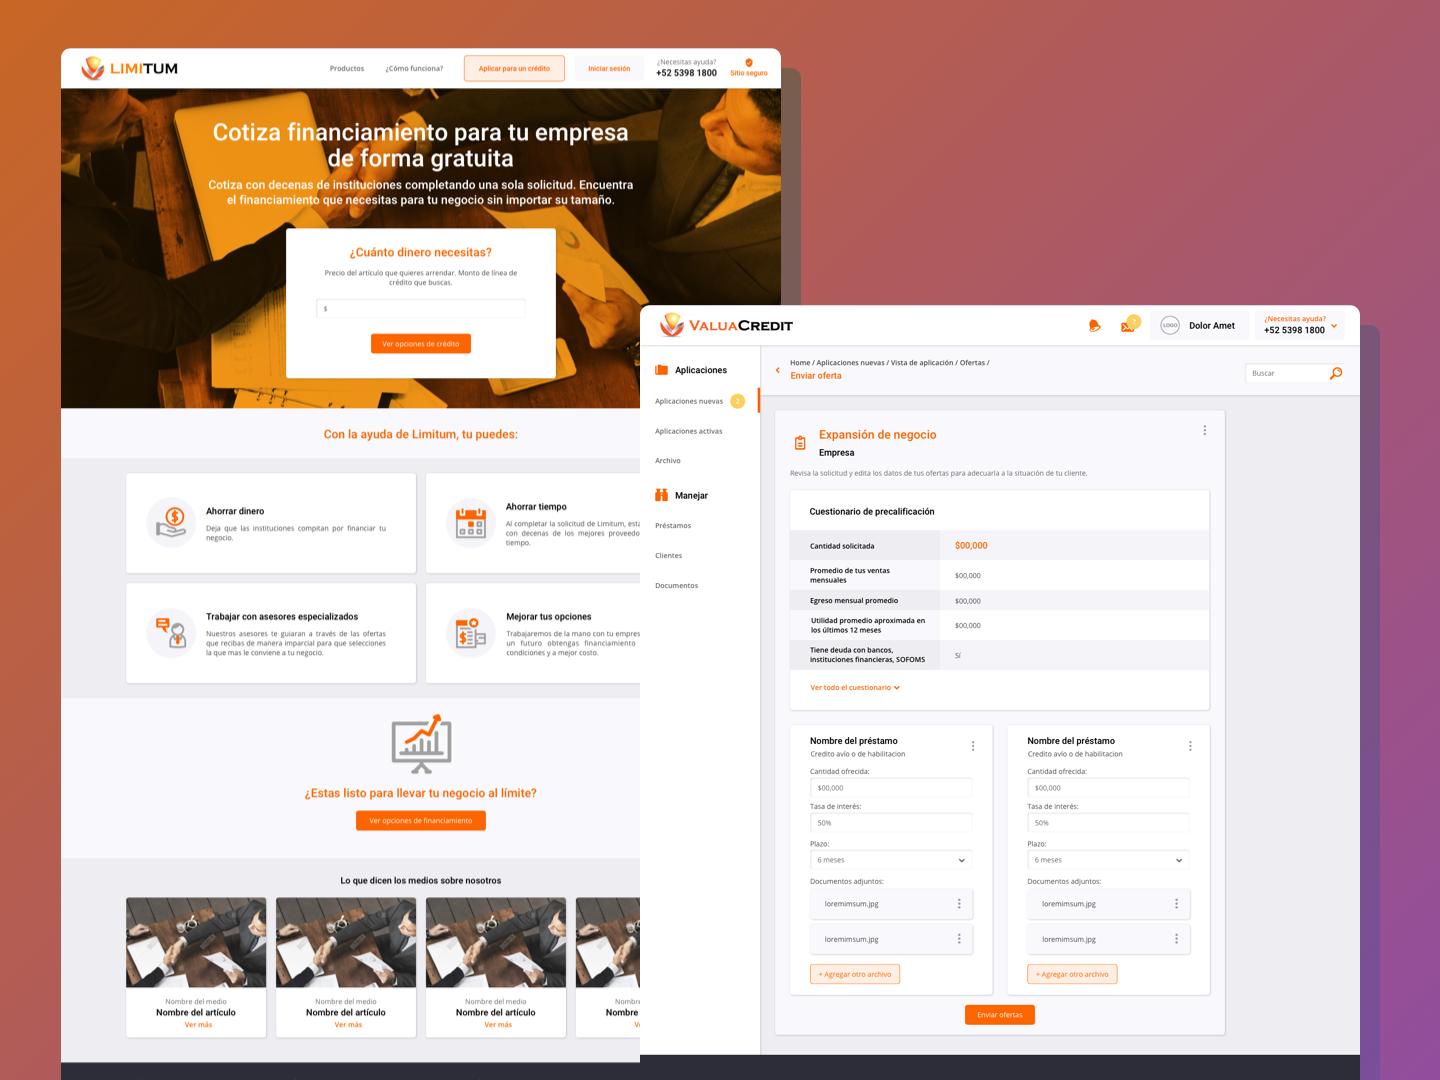 LIMITUM
Productos
¿Cómo funciona?
Aplicar para un crédito
Iniciar sesión
¿Necesitas ayuda?
+52 5398 1800
Sitio seguro
Cotiza financiamiento para tu empresa
de forma gratuita
Cotiza con decenas de instituciones completando una sola solicitud. Encuentra
el financiamiento que necesitas para tu negocio sin importar su tamaño.
¿Cuánto dinero necesitas?
Precio del artículo que quieres arrendar. Monto de línea de
crédito que buscas.
$
Ver opciones de crédito
Con la ayuda de Limitum, tu puedes:
Ahorrar dinero
Deja que las instituciones compitan por financiar tu
negocio.
Ahorrar tiempo
Al completar la solicitud de Limitum, está
con decenas de los mejores proveedo
tiempo.
Trabajar con asesores especializados
Nuestros asesores te guiaran a través de las ofertas
que recibas de manera imparcial para que selecciones
la que mas le conviene a tu negocio.
Mejorar tus opciones
Trabajaremos de la mano con tu empres
un futuro obtengas financiamiento
condiciones y a mejor costo.
¿Estas listo para llevar tu negocio al límite?
Ver opciones de financiamiento
Lo que dicen los medios sobre nosotros
Nombre del medio
Nombre del artículo
Ver más
Nombre del medio
Nombre del artículo
Ver más
Nombre del medio
Nombre del artículo
Ver más
Nombr
Nombre
V
VALUACREDIT
2
LOGO
Dolor Amet
¿Necesitas ayuda?
+52 5398 1800
Aplicaciones
Aplicaciones nuevas
2
Aplicaciones activas
Archivo
Manejar
Préstamos
Clientes
Documentos
Home / Aplicaciones nuevas / Vista de aplicación / Ofertas /
Enviar oferta
Buscar
Expansión de negocio
Empresa
Revisa la solicitud y edita los datos de tus ofertas para adecuarla a la situación de tu cliente.
Cuestionario de precalificación
Cantidad solicitada
$00,000
Promedio de tus ventas
mensuales
$00,000
Egreso mensual promedio
$00,000
Utilidad promedio aproximada en
los últimos 12 meses
$00,000
Tiene deuda con bancos,
instituciones financieras, SOFOMS
Sí
Ver todo el cuestionario
Nombre del préstamo
Credito avío o de habilitacion
Cantidad ofrecida:
$00,000
Tasa de interés:
50%
Plazo:
6 meses
Documentos adjuntos:
loremimsum.jpg
loremimsum.jpg
+ Agregar otro archivo
Nombre del préstamo
Credito avío o de habilitacion
Cantidad ofrecida:
$00,000
Tasa de interés:
50%
Plazo:
6 meses
Documentos adjuntos:
loremimsum.jpg
loremimsum.jpg
+ Agregar otro archivo
Enviar ofertas